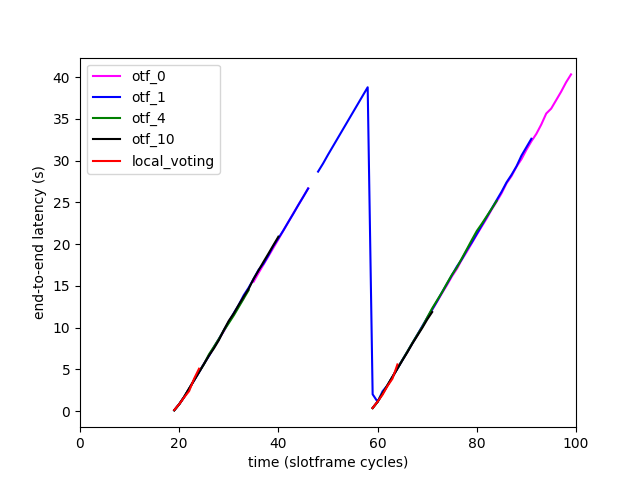 otf_0
otf_1
otf_4
otf_10
local_voting
end-to-end latency (s)
40
35
30
25
20
15
10
5
0
0 20 40 60 80 100
time (slotframe cycles)